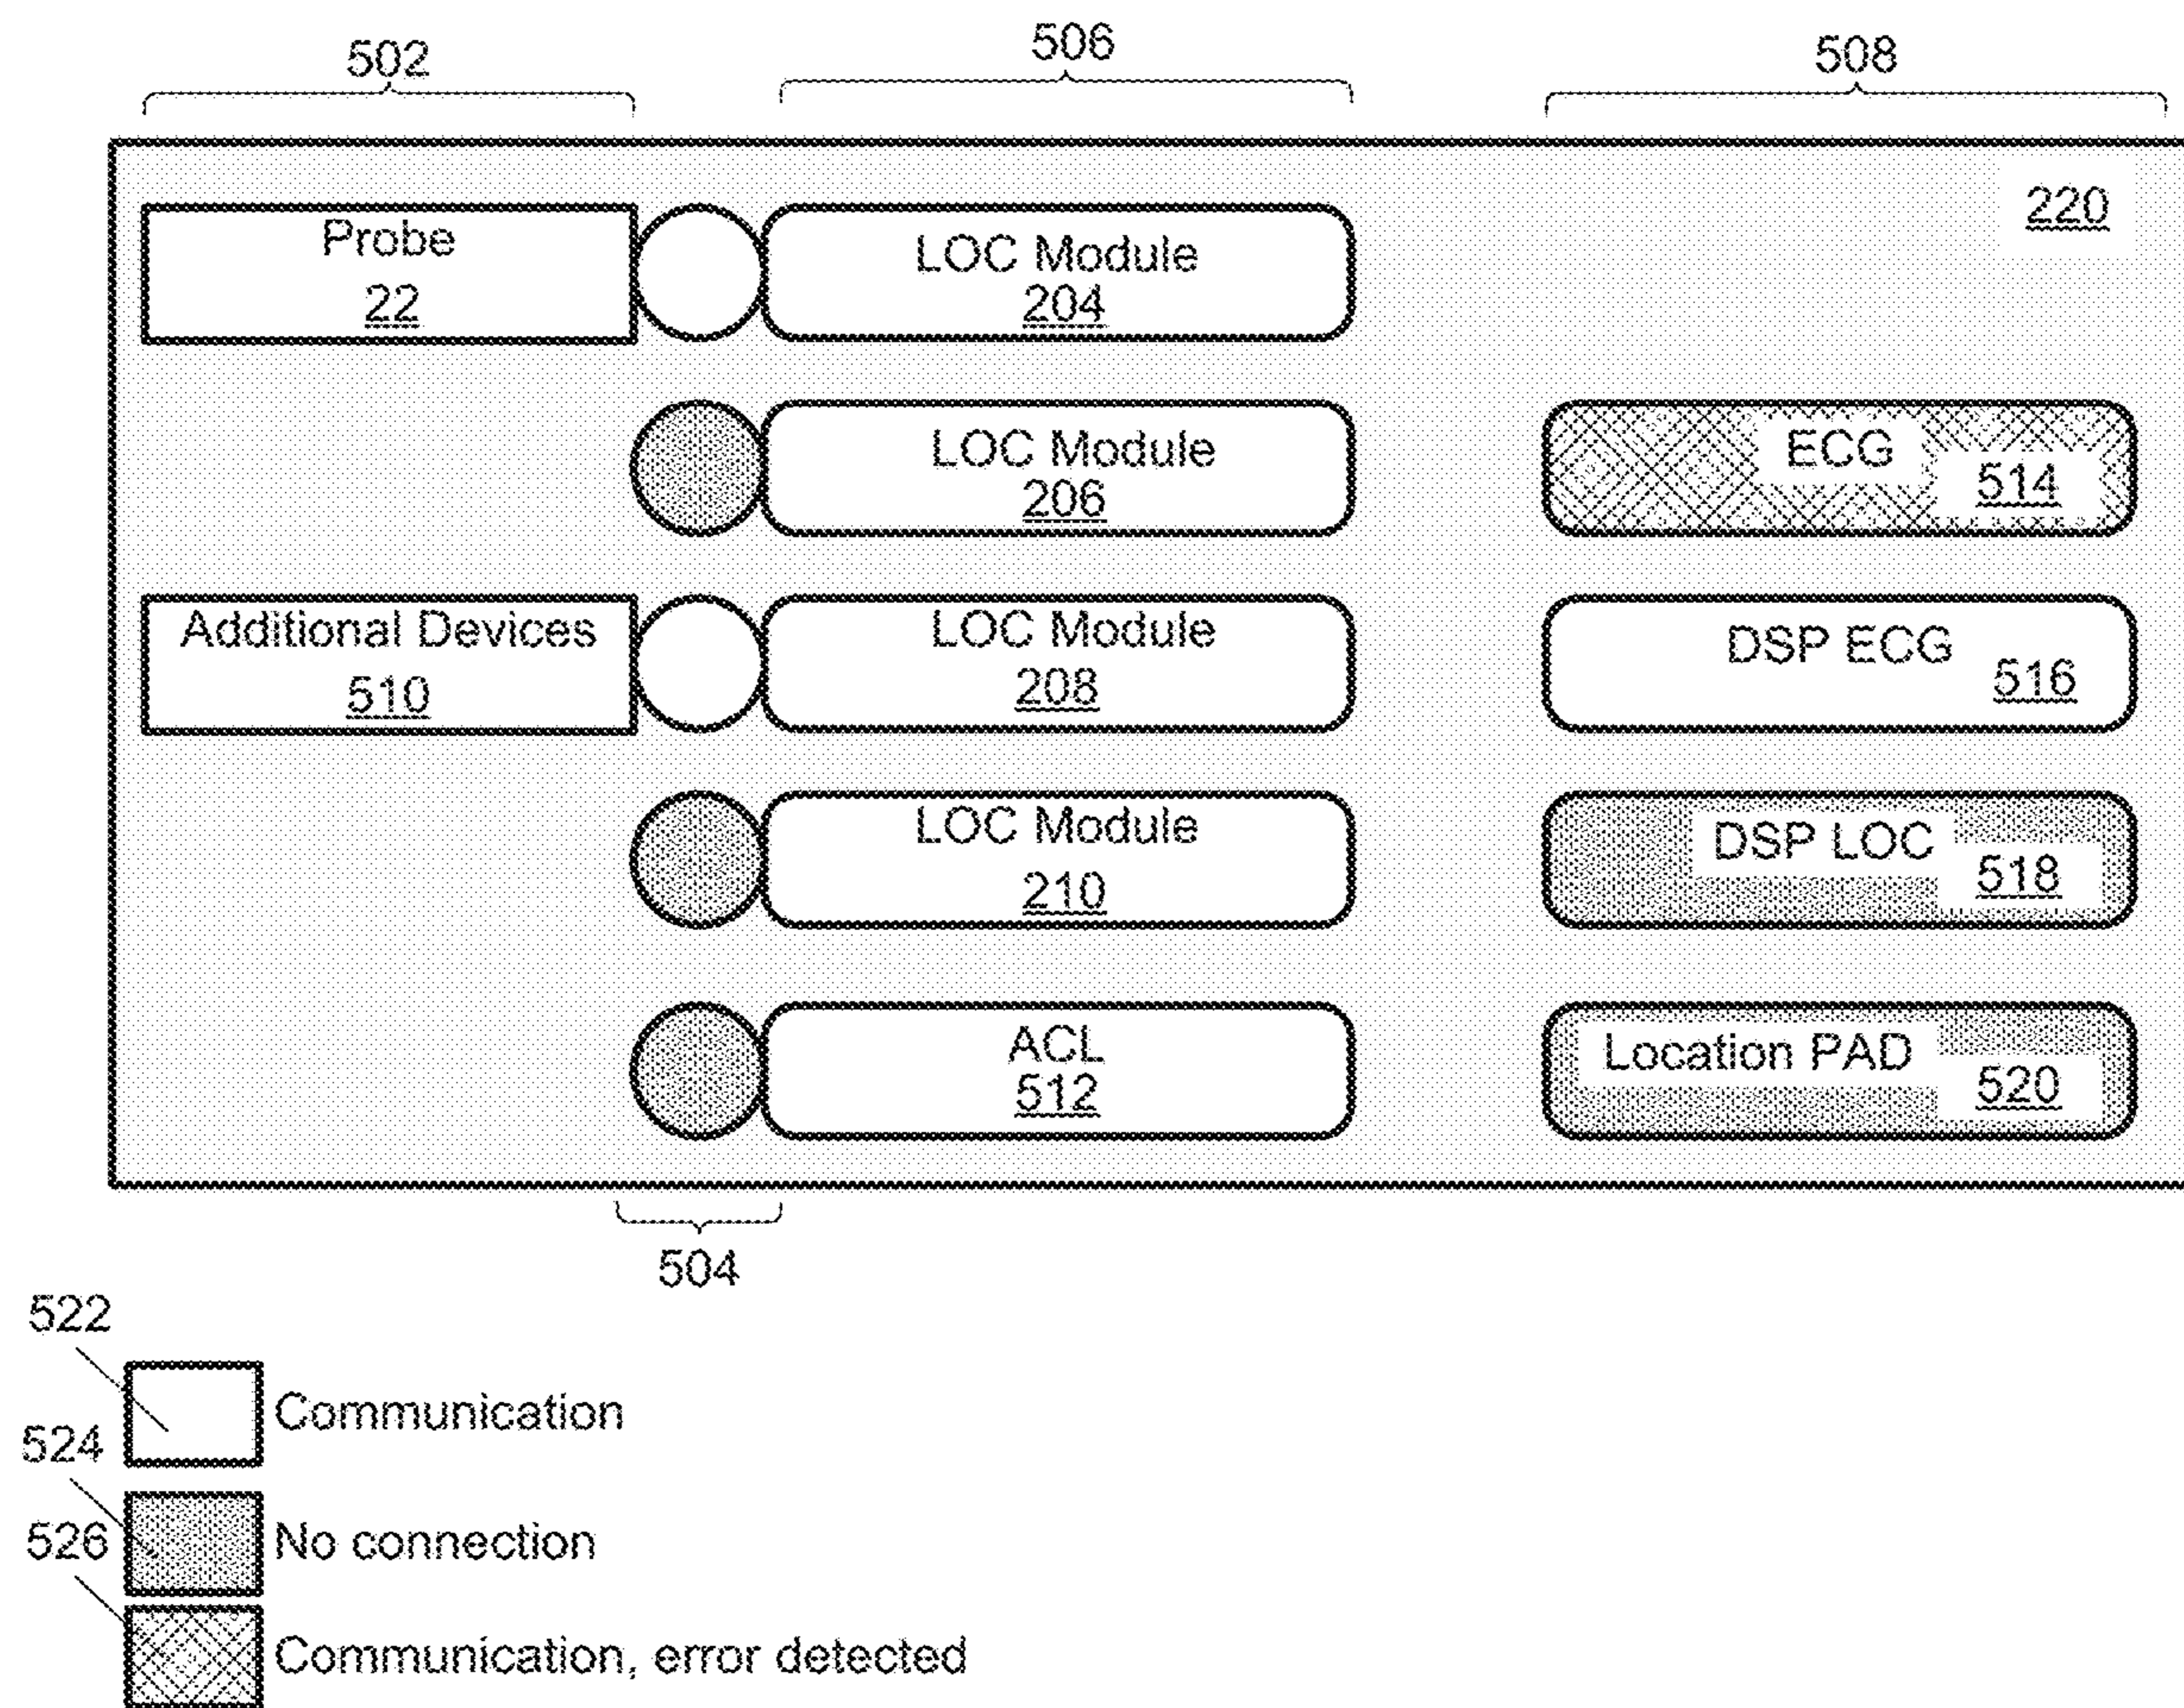 502
506
508
220
Probe
22
LOC Module
204
LOC Module
206
ECG
514
Additional Devices
510
LOC Module
208
DSP ECG
516
LOC Module
210
DSP LOC
518
ACL
512
Location PAD
520
504
522
Communication
524
No connection
526
Communication, error detected